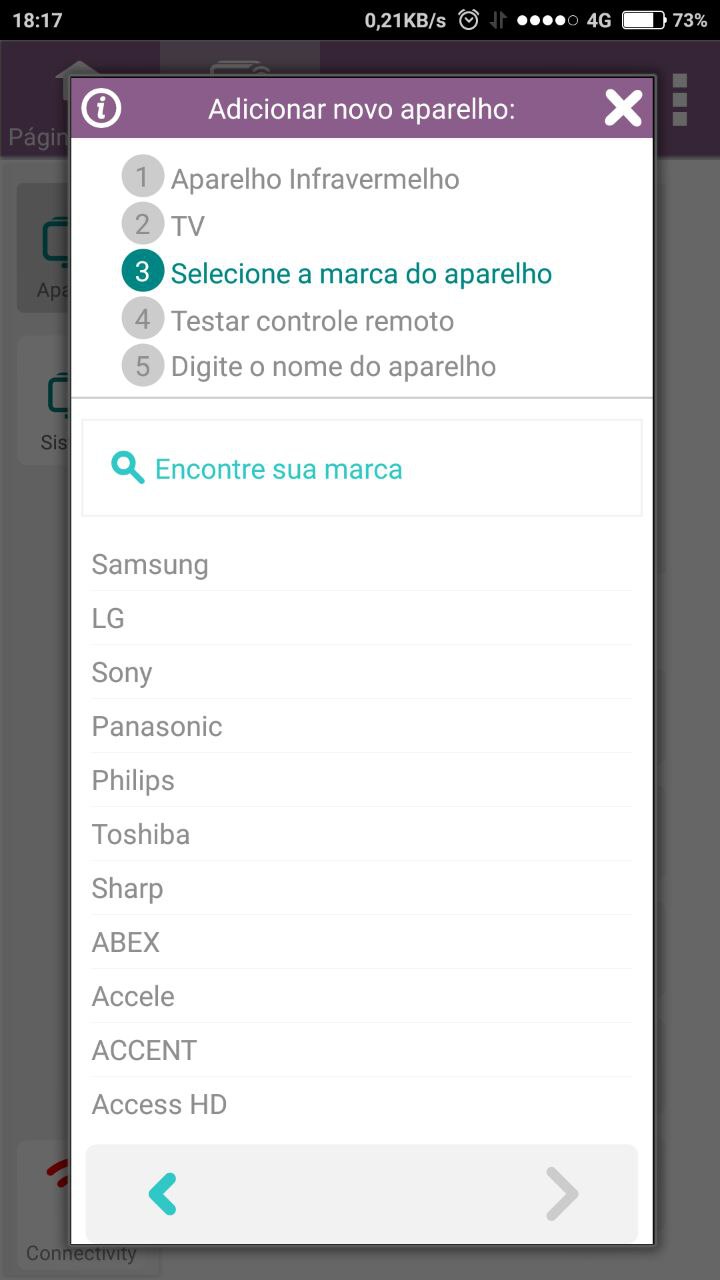 18:17 0,21KB/s 4G 73%
Adicionar novo aparelho:
Págin
1 Aparelho Infravermelho
2 TV
3 Selecione a marca do aparelho
Apa
4 Testar controle remoto
5 Digite o nome do aparelho
Sis
Encontre sua marca
Samsung
LG
Sony
Panasonic
Philips
Toshiba
Sharp
ABEX
Accele
ACCENT
Access HD
Connectivity